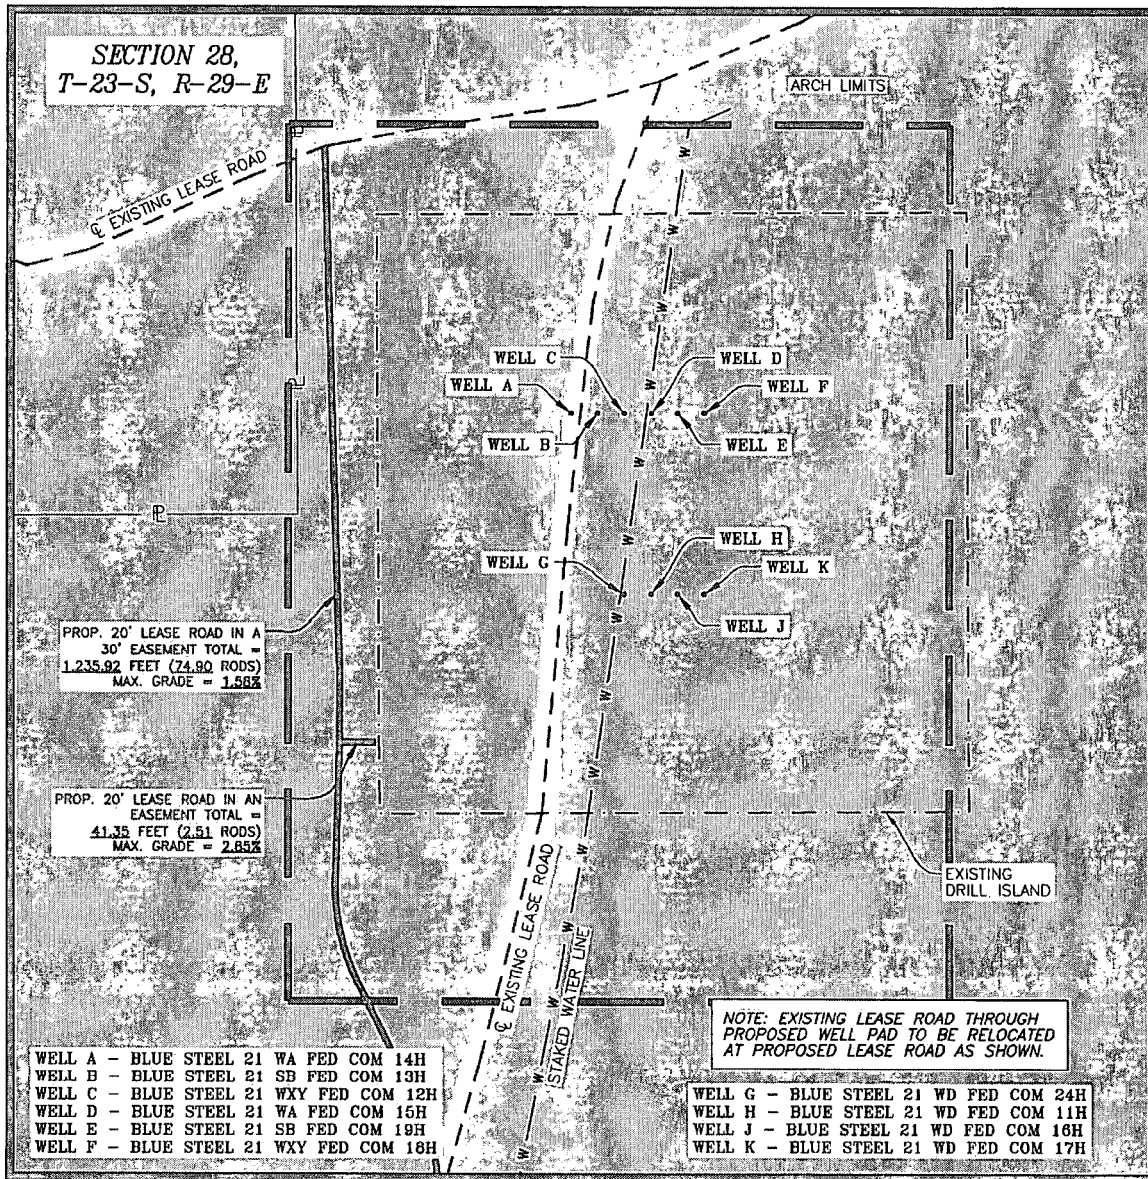 SECTION 28,
T-23-S, R-29-E
ARCH LIMITS
℄ EXISTING LEASE ROAD
WELL C
WELL D
WELL A
WELL F
WELL B
WELL E
WELL H
WELL G
WELL K
WELL J
PROP. 20' LEASE ROAD IN A
30' EASEMENT TOTAL =
1,235.92 FEET (74.90 RODS)
MAX. GRADE = 1.58%
PROP. 20' LEASE ROAD IN AN
EASEMENT TOTAL =
41.35 FEET (2.51 RODS)
MAX. GRADE = 2.85%
EXISTING
DRILL ISLAND
℄ EXISTING LEASE ROAD
STAKED WATER LINE
NOTE: EXISTING LEASE ROAD THROUGH
PROPOSED WELL PAD TO BE RELOCATED
AT PROPOSED LEASE ROAD AS SHOWN.
WELL A - BLUE STEEL 21 WA FED COM 14H
WELL B - BLUE STEEL 21 SB FED COM 13H
WELL C - BLUE STEEL 21 WXY FED COM 12H
WELL D - BLUE STEEL 21 WA FED COM 15H
WELL E - BLUE STEEL 21 SB FED COM 19H
WELL F - BLUE STEEL 21 WXY FED COM 18H
WELL G - BLUE STEEL 21 WD FED COM 24H
WELL H - BLUE STEEL 21 WD FED COM 11H
WELL J - BLUE STEEL 21 WD FED COM 16H
WELL K - BLUE STEEL 21 WD FED COM 17H